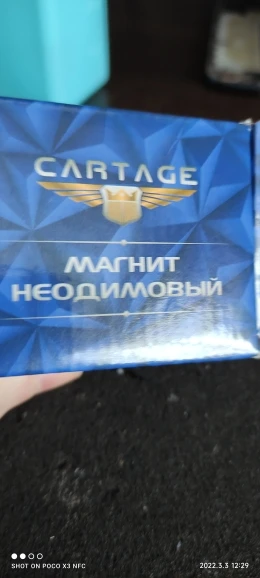 CARTAGE
МАГНИТ
НЕОДИМОВЫЙ
SHOT ON POCO X3 NFC
2022.3.3 12:29